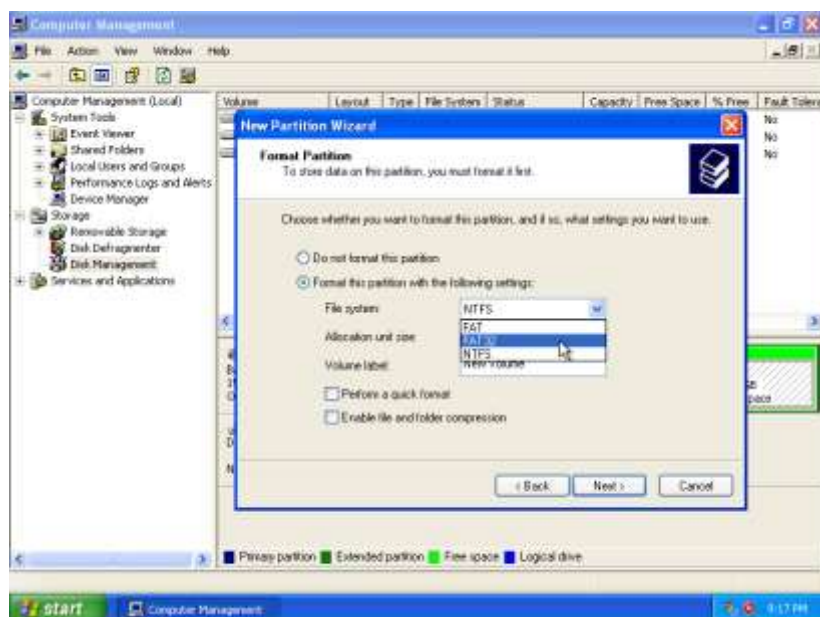 Computer Management
File Action View Window Help
Computer Management (Local)
System Tools
Event Viewer
Shared Folders
Local Users and Groups
Performance Logs and Alerts
Device Manager
Storage
Removable Storage
Disk Defragmenter
Disk Management
Services and Applications
Volume Layout Type File System Status Capacity Free Space % Free Fault Toler
No
No
No
New Partition Wizard
Format Partition
To store data on this partition, you must format it first.
Choose whether you want to format this partition, and if so, what settings you want to use.
Do not format this partition
Format this partition with the following settings:
File system: NTFS
FAT
FAT32
NTFS
Allocation unit size:
Volume label: New Volume
Perform a quick format
Enable file and folder compression
< Back Next > Cancel
Primary partition Extended partition Free space Logical drive
start Computer Management 9:17 PM